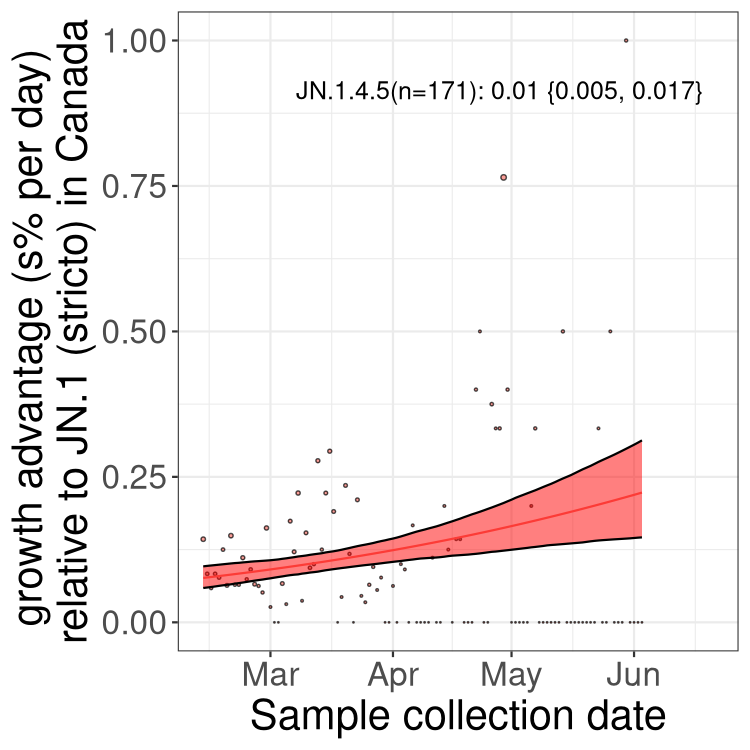 growth advantage (s% per day)
relative to JN.1 (stricto) in Canada
1.00
0.75
0.50
0.25
0.00
JN.1.4.5(n=171): 0.01 {0.005, 0.017}
Mar Apr May Jun
Sample collection date